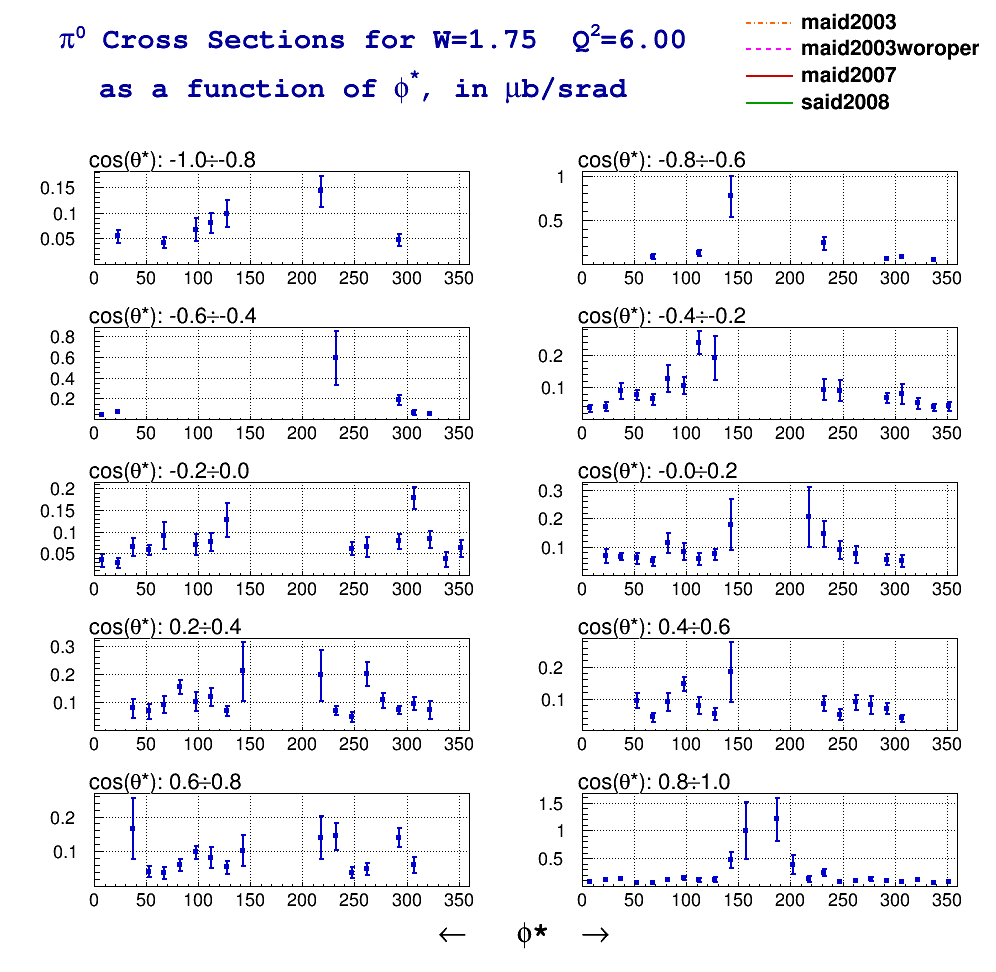 π⁰ Cross Sections for W=1.75 Q²=6.00
as a function of ϕ*, in μb/srad
maid2003
maid2003woroper
maid2007
said2008
cos(θ*): -1.0÷-0.8
0.15
0.1
0.05
0 50 100 150 200 250 300 350
cos(θ*): -0.8÷-0.6
1
0.5
0 50 100 150 200 250 300 350
cos(θ*): -0.6÷-0.4
0.8
0.6
0.4
0.2
0 50 100 150 200 250 300 350
cos(θ*): -0.4÷-0.2
0.2
0.1
0 50 100 150 200 250 300 350
cos(θ*): -0.2÷0.0
0.2
0.15
0.1
0.05
0 50 100 150 200 250 300 350
cos(θ*): -0.0÷0.2
0.3
0.2
0.1
0 50 100 150 200 250 300 350
cos(θ*): 0.2÷0.4
0.3
0.2
0.1
0 50 100 150 200 250 300 350
cos(θ*): 0.4÷0.6
0.2
0.1
0 50 100 150 200 250 300 350
cos(θ*): 0.6÷0.8
0.2
0.1
0 50 100 150 200 250 300 350
cos(θ*): 0.8÷1.0
1.5
1
0.5
0 50 100 150 200 250 300 350
← ϕ* →